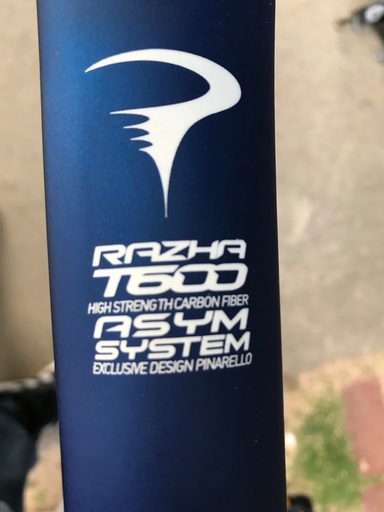 RAZHA
T600
HIGH STRENGTH CARBON FIBER
ASYM
SYSTEM
EXCLUSIVE DESIGN PINARELLO